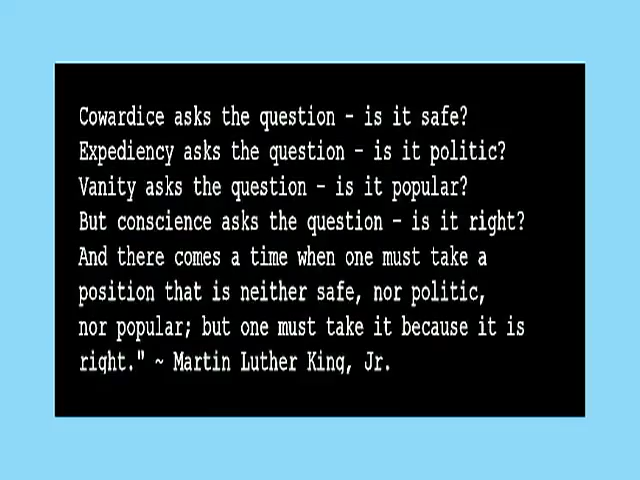 Cowardice asks the question - is it safe?
Expediency asks the question - is it politic?
Vanity asks the question - is it popular?
But conscience asks the question - is it right?
And there comes a time when one must take a
position that is neither safe, nor politic,
nor popular; but one must take it because it is
right." ~ Martin Luther King, Jr.